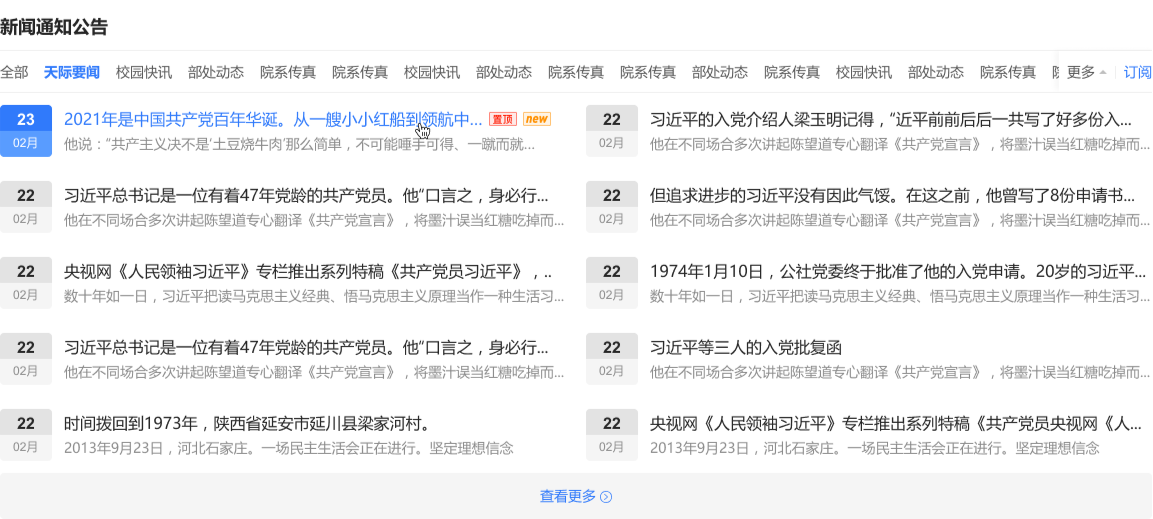 新闻通知公告
全部 天际要闻 校园快讯 部处动态 院系传真 院系传真 校园快讯 部处动态 院系传真 院系传真 部处动态 院系传真 校园快讯 部处动态 院系传真 更多 订阅
23
02月
2021年是中国共产党百年华诞。从一艘小小红船到领航中... 置顶 new
他说：“共产主义决不是‘土豆烧牛肉’那么简单，不可能唾手可得、一蹴而就...
22
02月
习近平的入党介绍人梁玉明记得，“近平前前后后一共写了好多份入...
他在不同场合多次讲起陈望道专心翻译《共产党宣言》，将墨汁误当红糖吃掉而...
22
02月
习近平总书记是一位有着47年党龄的共产党员。他“口言之，身必行...
他在不同场合多次讲起陈望道专心翻译《共产党宣言》，将墨汁误当红糖吃掉而...
22
02月
但追求进步的习近平没有因此气馁。在这之前，他曾写了8份申请书...
他在不同场合多次讲起陈望道专心翻译《共产党宣言》，将墨汁误当红糖吃掉而...
22
02月
央视网《人民领袖习近平》专栏推出系列特稿《共产党员习近平》，..
数十年如一日，习近平把读马克思主义经典、悟马克思主义原理当作一种生活习...
22
02月
1974年1月10日，公社党委终于批准了他的入党申请。20岁的习近平...
数十年如一日，习近平把读马克思主义经典、悟马克思主义原理当作一种生活习...
22
02月
习近平总书记是一位有着47年党龄的共产党员。他“口言之，身必行...
他在不同场合多次讲起陈望道专心翻译《共产党宣言》，将墨汁误当红糖吃掉而...
22
02月
习近平等三人的入党批复函
他在不同场合多次讲起陈望道专心翻译《共产党宣言》，将墨汁误当红糖吃掉而...
22
02月
时间拨回到1973年，陕西省延安市延川县梁家河村。
2013年9月23日，河北石家庄。一场民主生活会正在进行。坚定理想信念
22
02月
央视网《人民领袖习近平》专栏推出系列特稿《共产党员央视网《人...
2013年9月23日，河北石家庄。一场民主生活会正在进行。坚定理想信念
查看更多